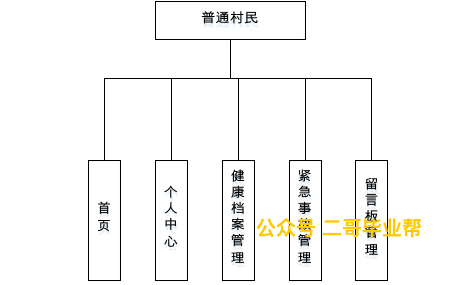 普通村民
首页
个人中心
健康档案管理
紧急事务管理
留言板管理
公众号 二哥毕业帮